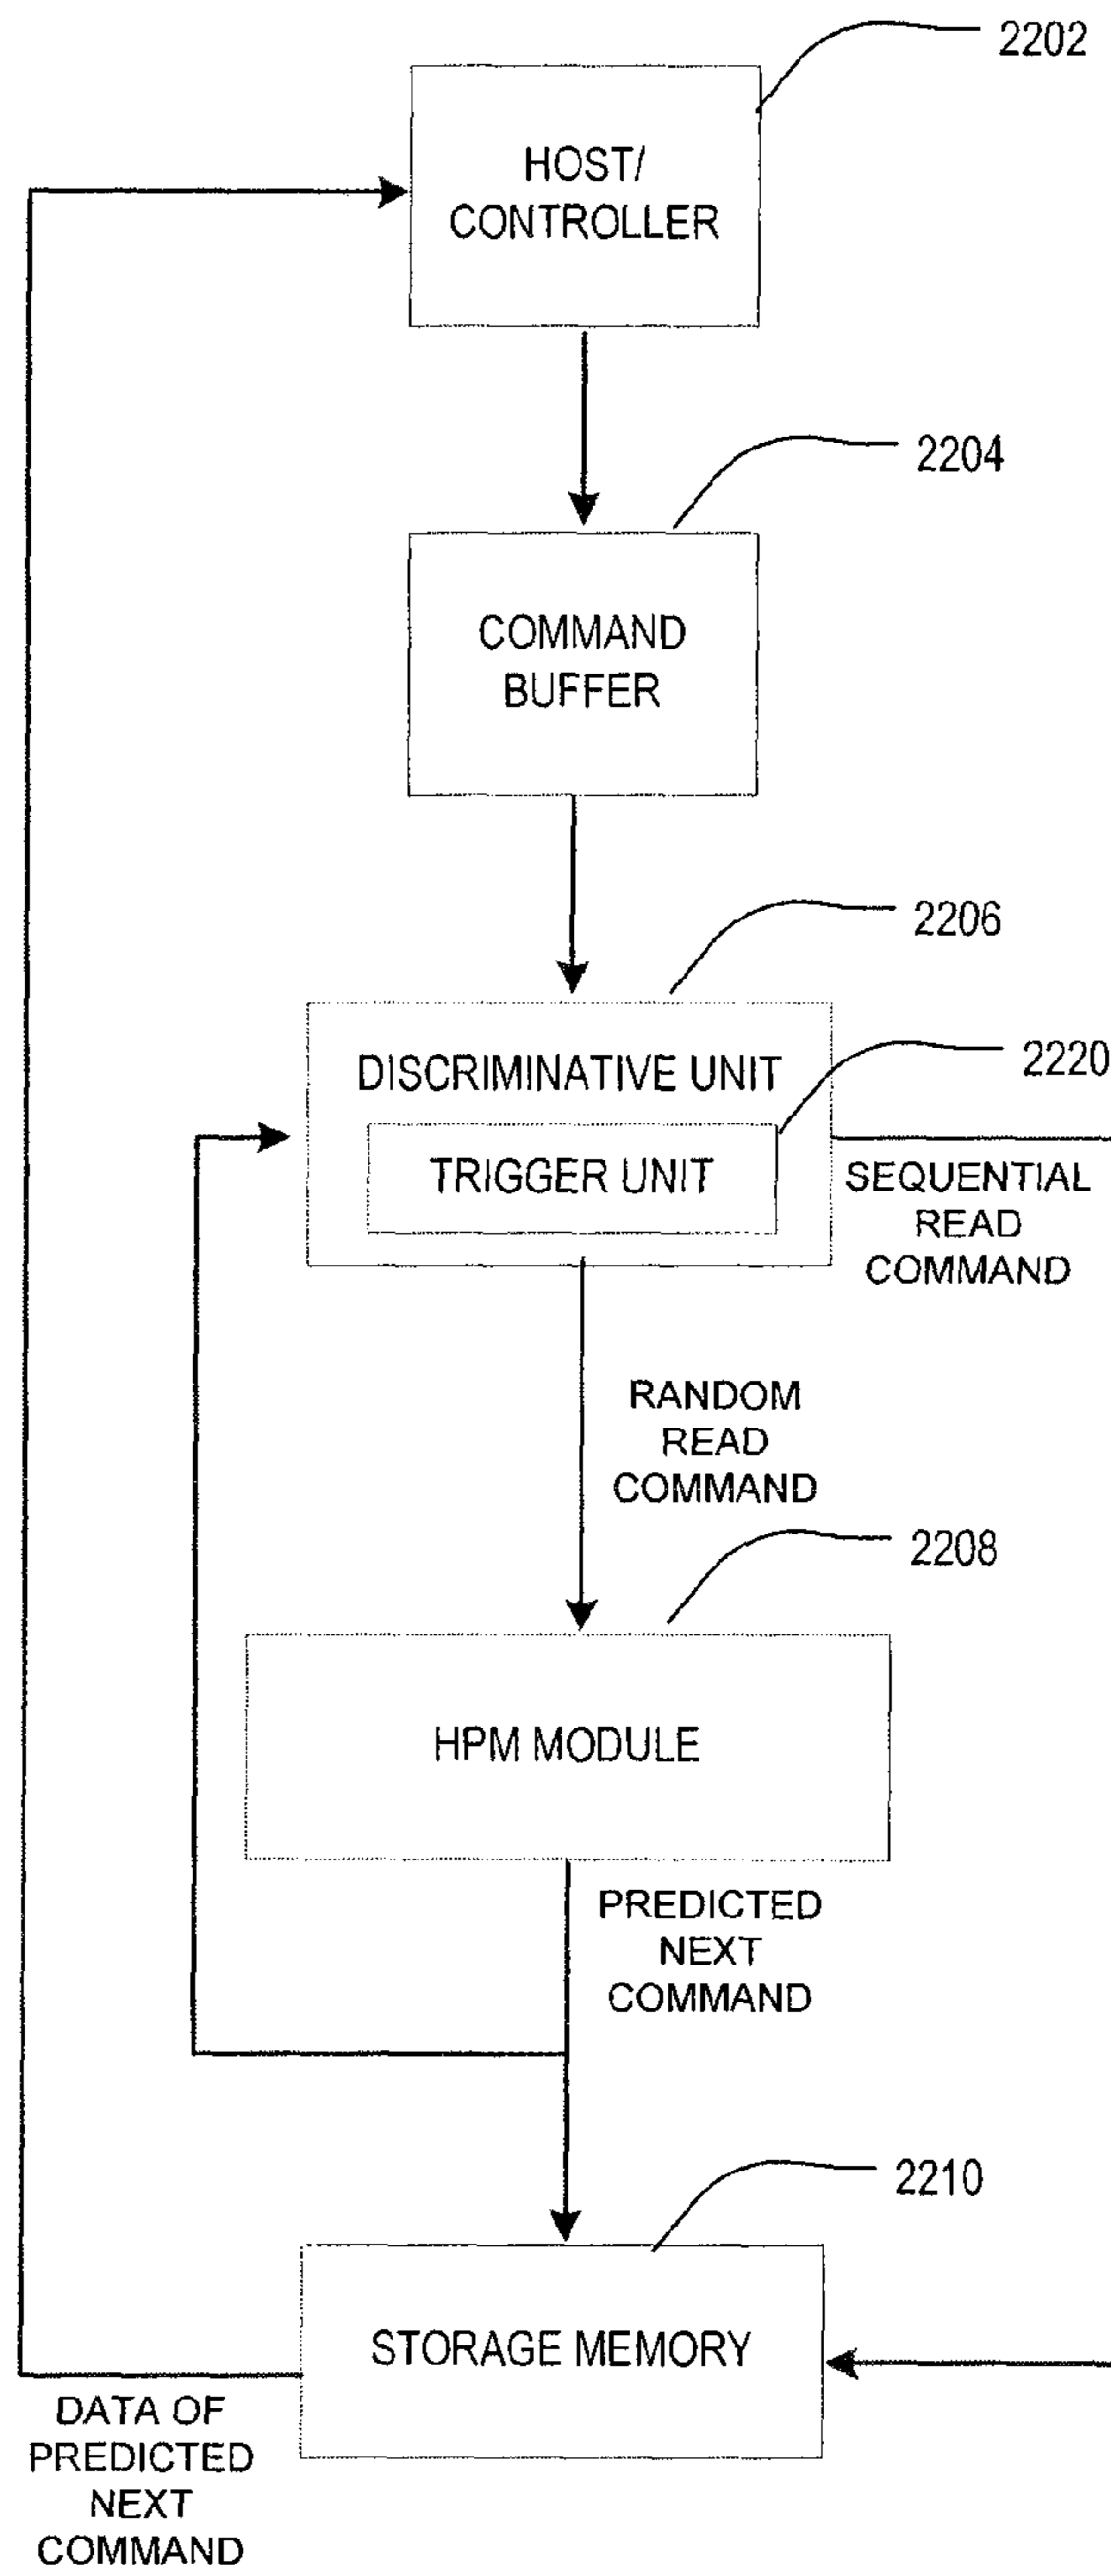 2202
HOST/
CONTROLLER
2204
COMMAND
BUFFER
2206
DISCRIMINATIVE UNIT
2220
TRIGGER UNIT
SEQUENTIAL
READ
COMMAND
RANDOM
READ
COMMAND
2208
HPM MODULE
PREDICTED
NEXT
COMMAND
2210
STORAGE MEMORY
DATA OF
PREDICTED
NEXT
COMMAND